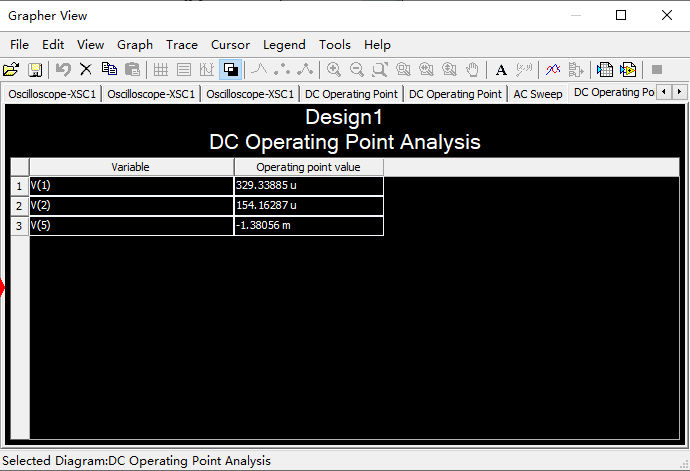 Grapher View
File Edit View Graph Trace Cursor Legend Tools Help
A
Oscilloscope-XSC1 Oscilloscope-XSC1 Oscilloscope-XSC1 DC Operating Point DC Operating Point AC Sweep DC Operating Poi
Design1
DC Operating Point Analysis
Variable Operating point value
1 V(1) 329.33885 u
2 V(2) 154.16287 u
3 V(5) -1.38056 m
Selected Diagram:DC Operating Point Analysis